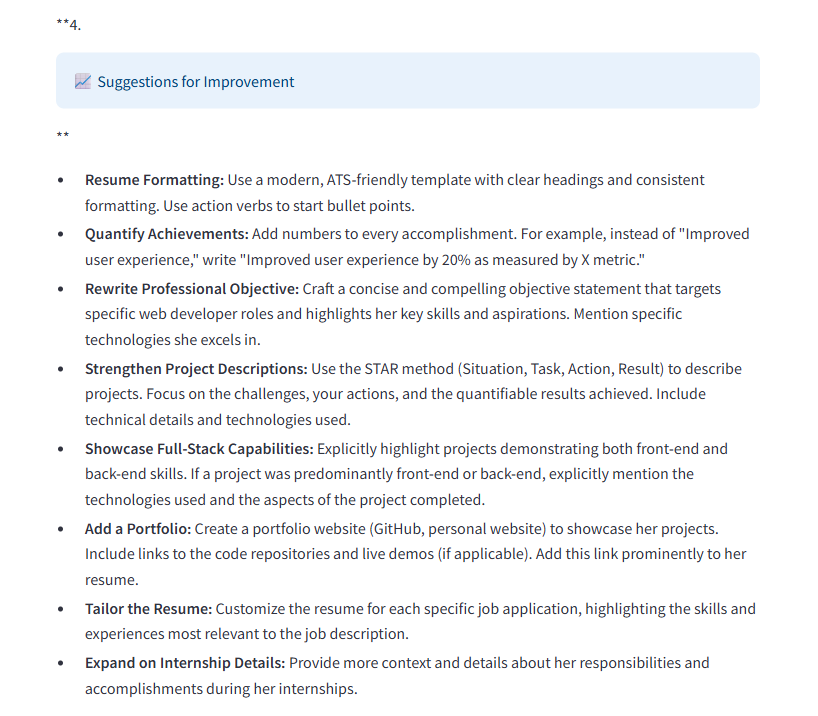 **4.
📈 Suggestions for Improvement
**
• Resume Formatting: Use a modern, ATS-friendly template with clear headings and consistent
formatting. Use action verbs to start bullet points.
• Quantify Achievements: Add numbers to every accomplishment. For example, instead of "Improved
user experience," write "Improved user experience by 20% as measured by X metric."
• Rewrite Professional Objective: Craft a concise and compelling objective statement that targets
specific web developer roles and highlights her key skills and aspirations. Mention specific
technologies she excels in.
• Strengthen Project Descriptions: Use the STAR method (Situation, Task, Action, Result) to describe
projects. Focus on the challenges, your actions, and the quantifiable results achieved. Include
technical details and technologies used.
• Showcase Full-Stack Capabilities: Explicitly highlight projects demonstrating both front-end and
back-end skills. If a project was predominantly front-end or back-end, explicitly mention the
technologies used and the aspects of the project completed.
• Add a Portfolio: Create a portfolio website (GitHub, personal website) to showcase her projects.
Include links to the code repositories and live demos (if applicable). Add this link prominently to her
resume.
• Tailor the Resume: Customize the resume for each specific job application, highlighting the skills and
experiences most relevant to the job description.
• Expand on Internship Details: Provide more context and details about her responsibilities and
accomplishments during her internships.